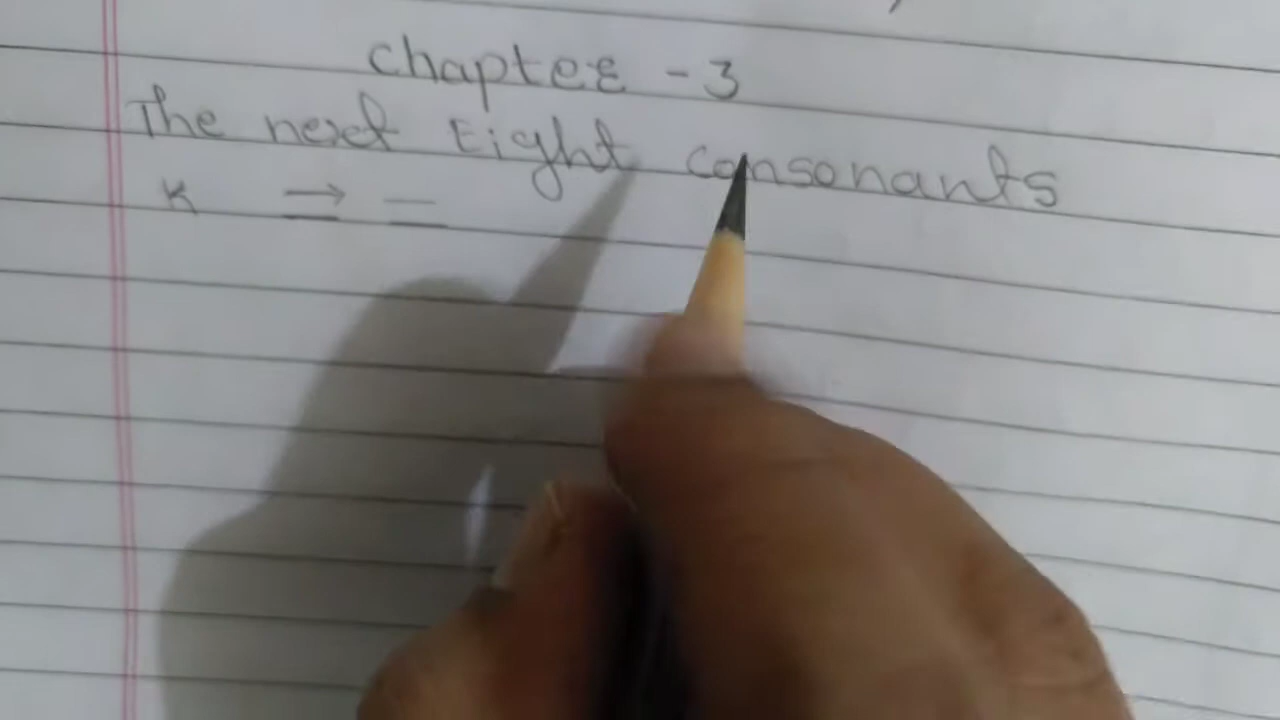 Chapter - 3
The next Eight consonants
K → —